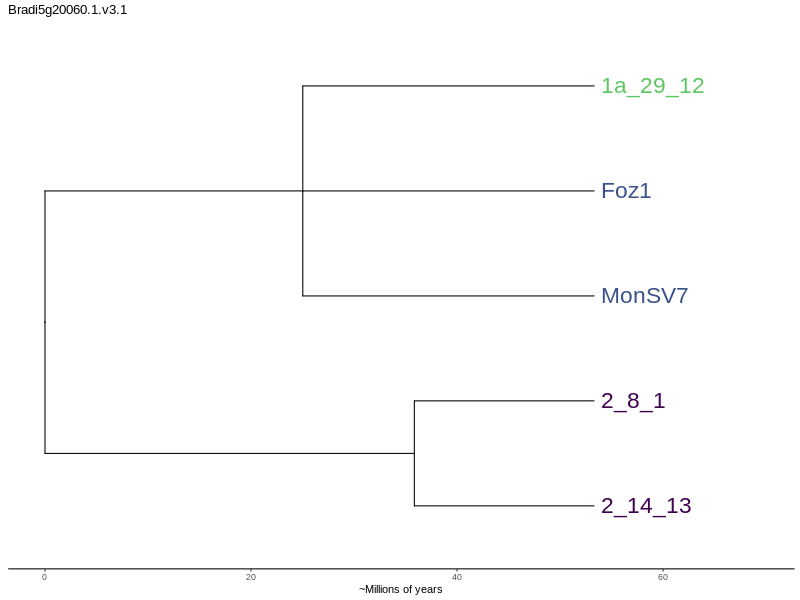 Bradi5g20060.1.v3.1
1a_29_12
Foz1
MonSV7
2_8_1
2_14_13
0 20 40 60
~Millions of years